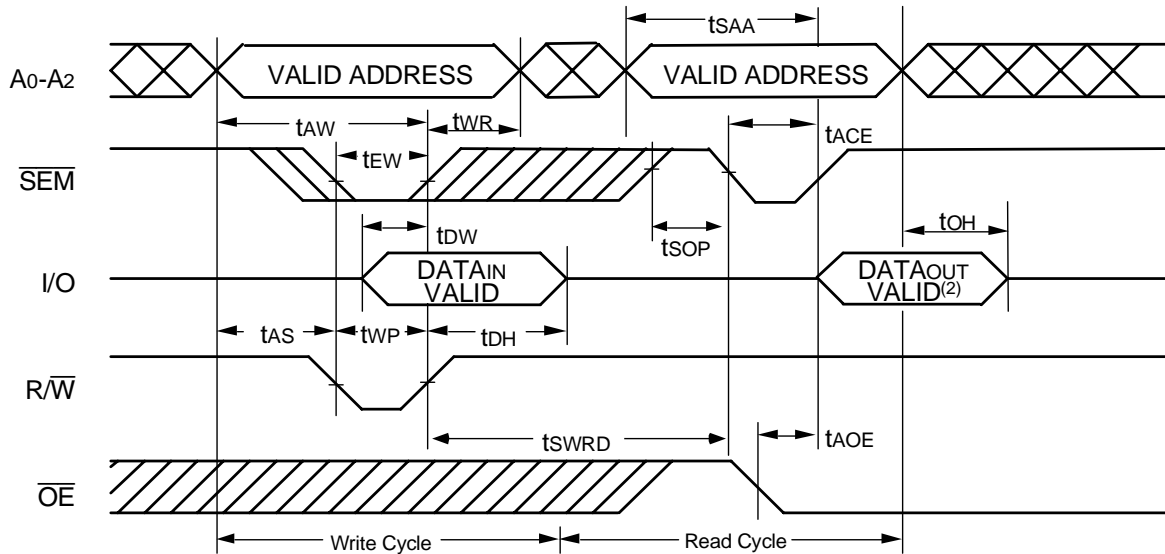 tSAA
A0-A2
VALID ADDRESS
VALID ADDRESS
tAW
tWR
tACE
tEW
SEM
tDW
tSOP
tOH
I/O
DATAIN
VALID
DATAOUT
VALID(2)
tAS
tWP
tDH
R/W
tSWRD
tAOE
OE
Write Cycle
Read Cycle